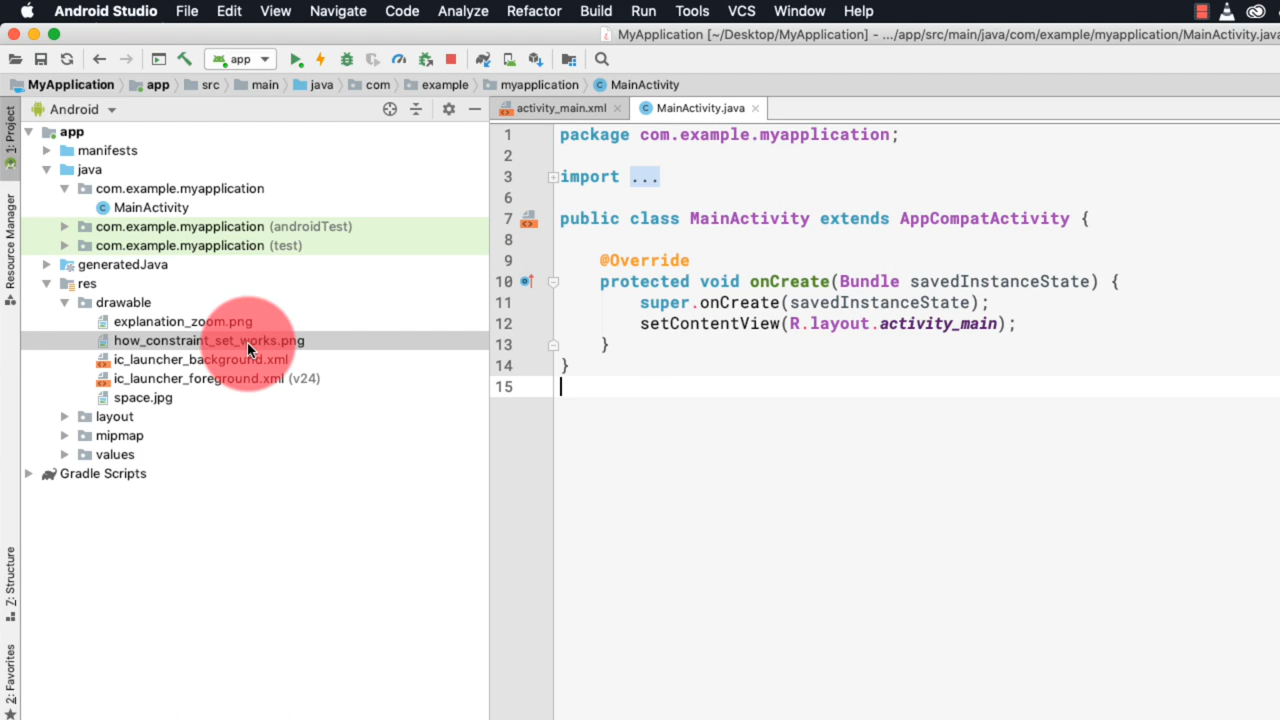 Android Studio File Edit View Navigate Code Analyze Refactor Build Run Tools VCS Window Help
MyApplication [~/Desktop/MyApplication] - .../app/src/main/java/com/example/myapplication/MainActivity.java
app
MyApplication app src main java com example myapplication MainActivity
1: Project
Resource Manager
Z: Structure
2: Favorites
Android
app
manifests
java
com.example.myapplication
MainActivity
com.example.myapplication (androidTest)
com.example.myapplication (test)
generatedJava
res
drawable
explanation_zoom.png
how_constraint_set_works.png
ic_launcher_background.xml
ic_launcher_foreground.xml (v24)
space.jpg
layout
mipmap
values
Gradle Scripts
activity_main.xml MainActivity.java
1 package com.example.myapplication;
2
3 import ...
6
7 public class MainActivity extends AppCompatActivity {
8
9 @Override
10 protected void onCreate(Bundle savedInstanceState) {
11 super.onCreate(savedInstanceState);
12 setContentView(R.layout.activity_main);
13 }
14 }
15